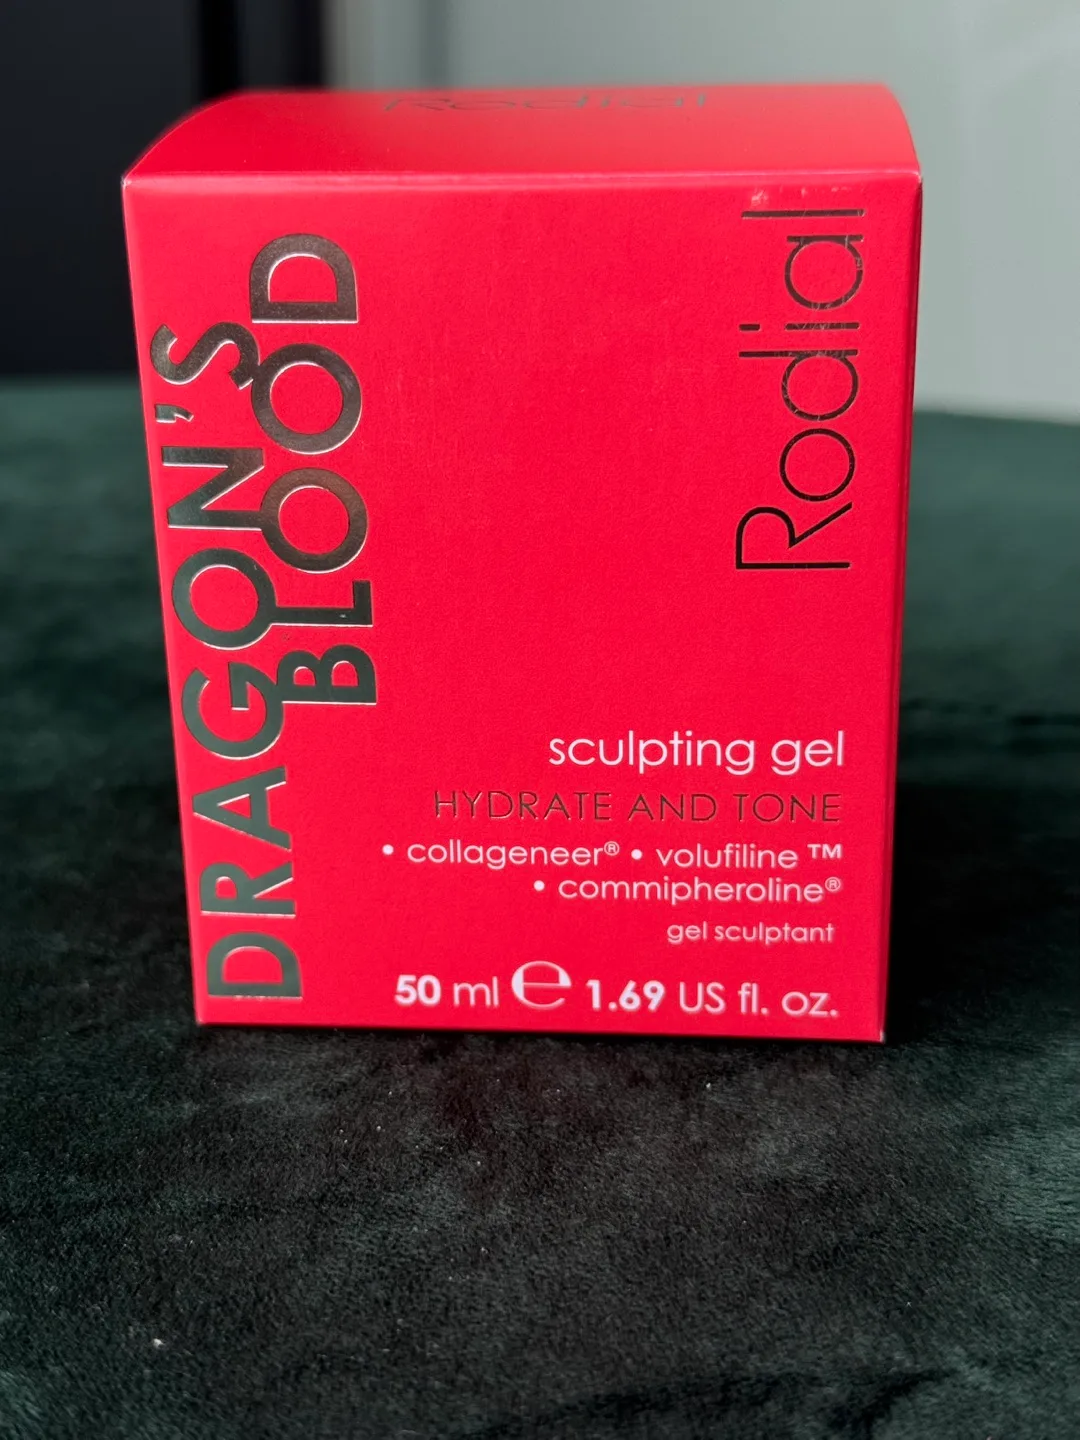 Rodial
DRAGON'S
BLOOD
Rodial
sculpting gel
HYDRATE AND TONE
• collageneer® • volufiline ™
• commipheroline®
gel sculptant
50 ml ℮ 1.69 US fl. oz.